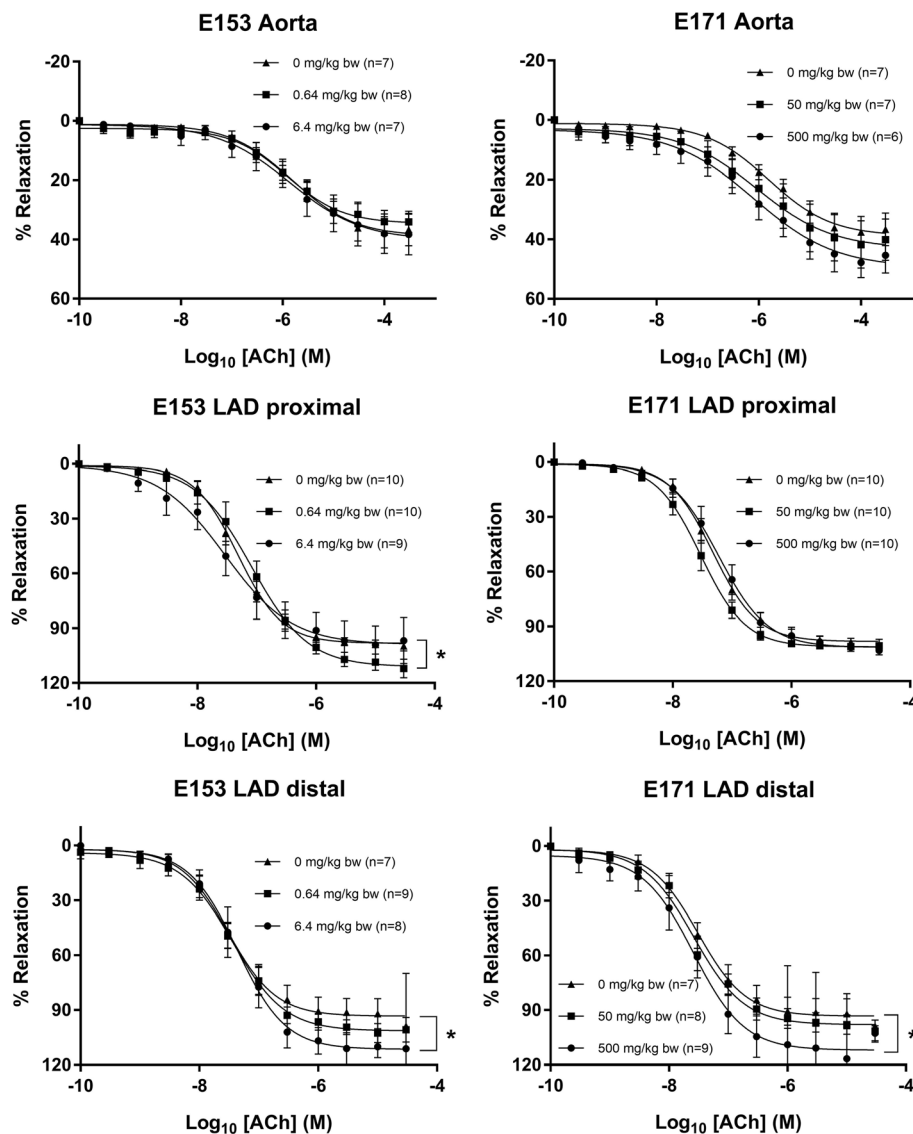 E153 Aorta
-20
0
20
40
60
% Relaxation
0 mg/kg bw (n=7)
0.64 mg/kg bw (n=8)
6.4 mg/kg bw (n=7)
-10
-8
-6
-4
Log10 [ACh] (M)
E171 Aorta
-20
0
20
40
60
% Relaxation
0 mg/kg bw (n=7)
50 mg/kg bw (n=7)
500 mg/kg bw (n=6)
-10
-8
-6
-4
Log10 [ACh] (M)
E153 LAD proximal
0
30
60
90
120
% Relaxation
0 mg/kg bw (n=10)
0.64 mg/kg bw (n=10)
6.4 mg/kg bw (n=9)
*
-10
-8
-6
-4
Log10 [ACh] (M)
E171 LAD proximal
0
30
60
90
120
% Relaxation
0 mg/kg bw (n=10)
50 mg/kg bw (n=10)
500 mg/kg bw (n=10)
-10
-8
-6
-4
Log10 [ACh] (M)
E153 LAD distal
0
30
60
90
120
% Relaxation
0 mg/kg bw (n=7)
0.64 mg/kg bw (n=9)
6.4 mg/kg bw (n=8)
*
-10
-8
-6
-4
Log10 [ACh] (M)
E171 LAD distal
0
30
60
90
120
% Relaxation
0 mg/kg bw (n=7)
50 mg/kg bw (n=8)
500 mg/kg bw (n=9)
*
-10
-8
-6
-4
Log10 [ACh] (M)